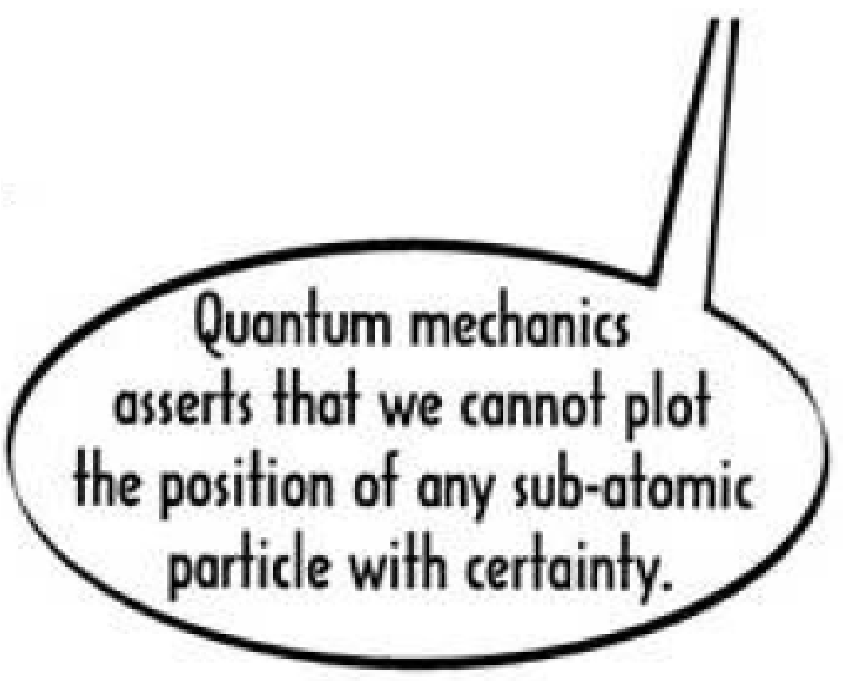 Quantum mechanics
asserts that we cannot plot
the position of any sub-atomic
particle with certainty.